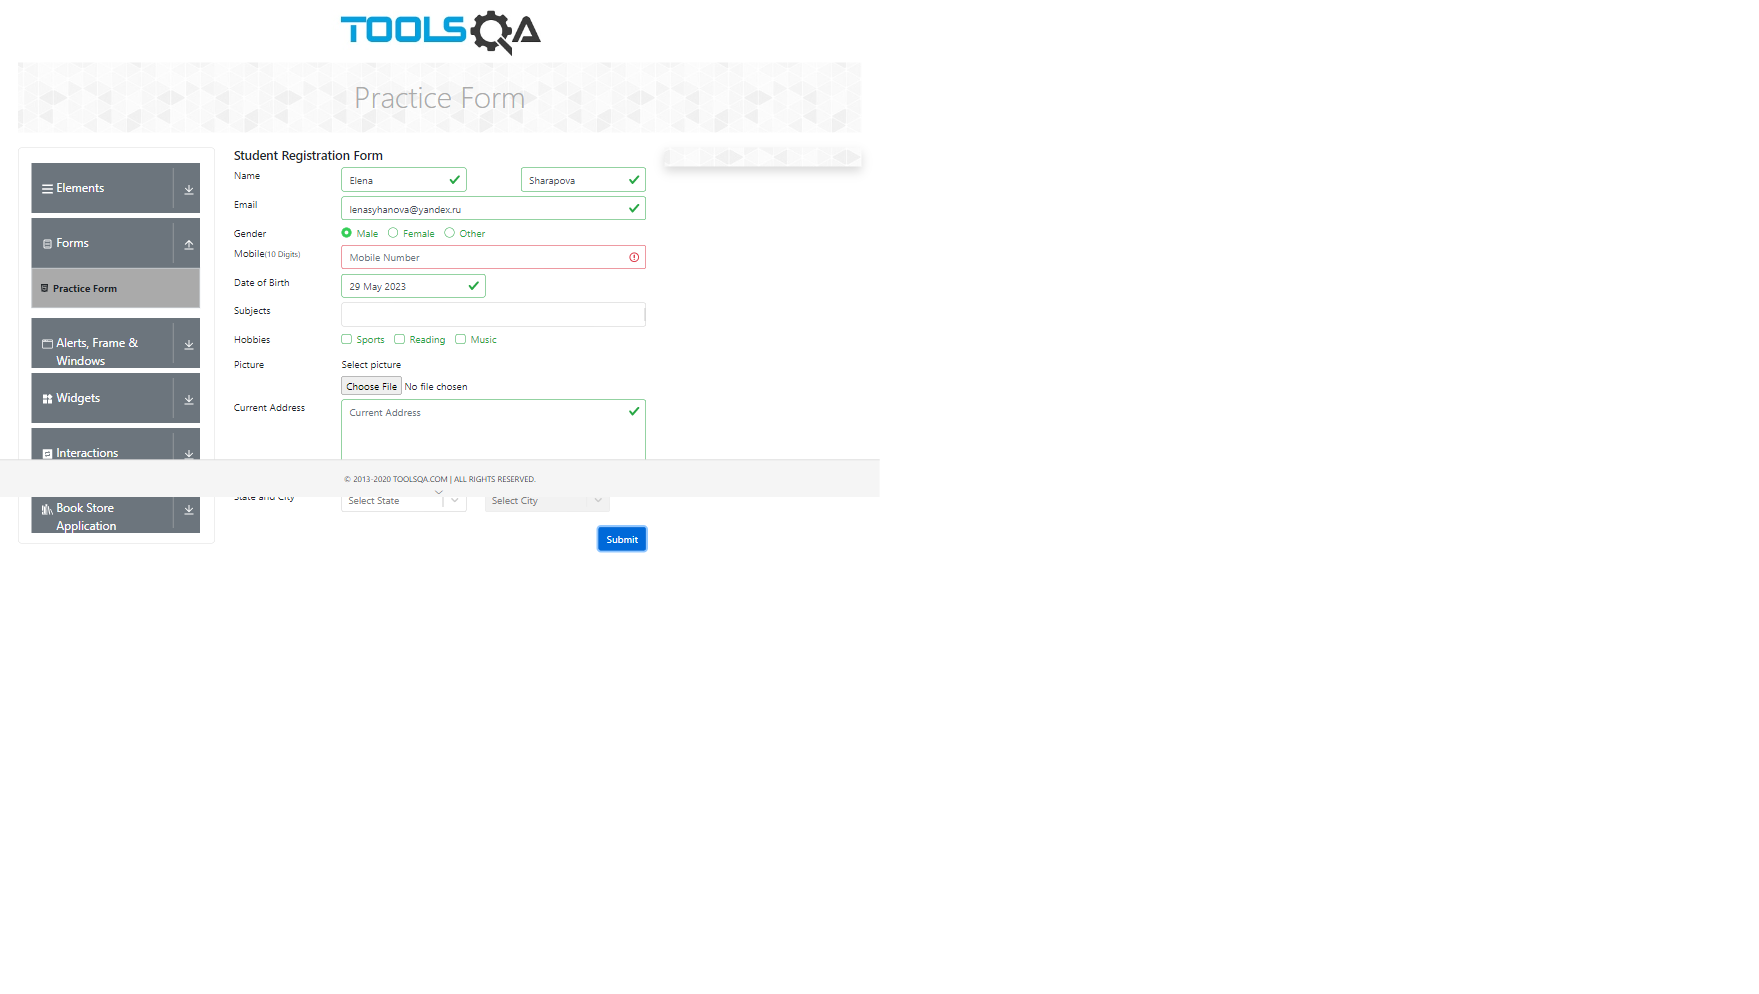 TOOLSQA
Practice Form
Elements
Forms
Practice Form
Alerts, Frame &
Windows
Widgets
Interactions
Book Store
Application
Student Registration Form
Name
Elena
Sharapova
Email
lenasyhanova@yandex.ru
Gender
Male
Female
Other
Mobile(10 Digits)
Mobile Number
Date of Birth
29 May 2023
Subjects
Hobbies
Sports
Reading
Music
Picture
Select picture
Choose File No file chosen
Current Address
Current Address
© 2013-2020 TOOLSQA.COM | ALL RIGHTS RESERVED.
State and City
Select State
Select City
Submit